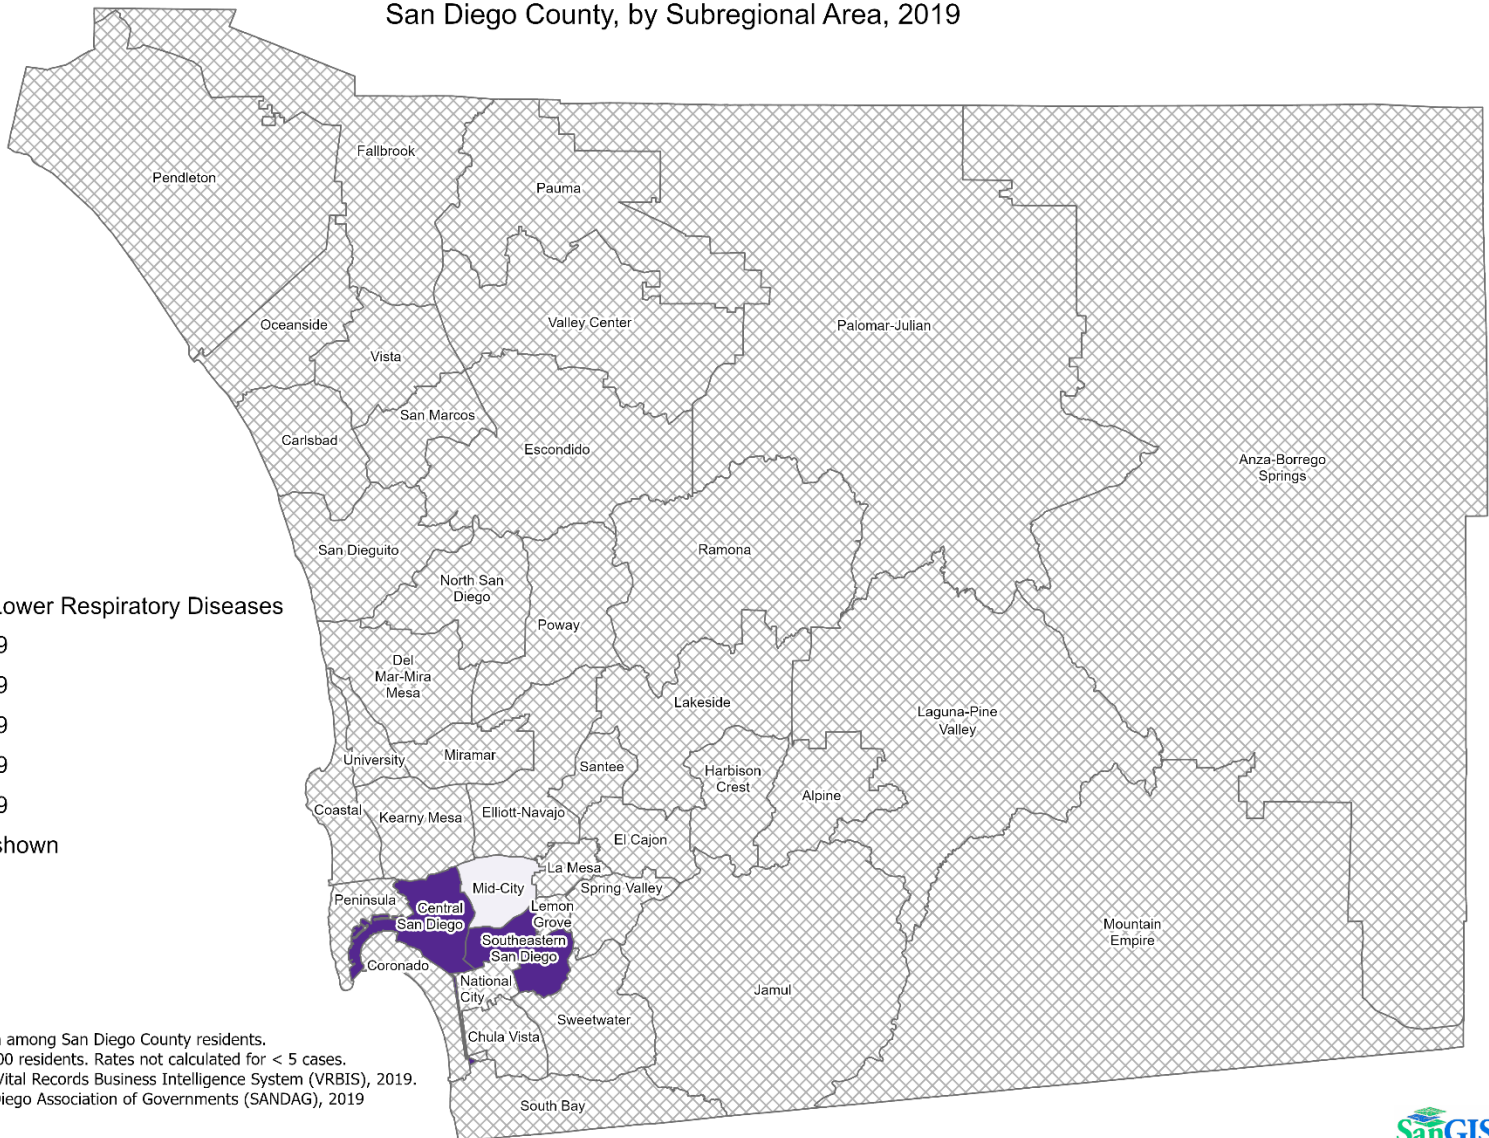 San Diego County, by Subregional Area, 2019
Fallbrook
Pendleton
Pauma
Oceanside
Valley Center
Palomar-Julian
Vista
San Marcos
Carlsbad
Escondido
Anza-Borrego
Springs
San Dieguito
Ramona
North San
Diego
Lower Respiratory Diseases
9
Poway
9
Del
Mar-Mira
Mesa
Lakeside
9
Laguna-Pine
Valley
University
Miramar
Santee
9
Harbison
Crest
Alpine
9
Coastal
Kearny Mesa
Elliott-Navajo
El Cajon
shown
La Mesa
Mid-City
Spring Valley
Peninsula
Central
San Diego
Lemon
Grove
Southeastern
San Diego
Mountain
Empire
Coronado
National
City
Jamul
Sweetwater
Chula Vista
among San Diego County residents.
00 residents. Rates not calculated for < 5 cases.
Vital Records Business Intelligence System (VRBIS), 2019.
Diego Association of Governments (SANDAG), 2019
South Bay
SanGIS